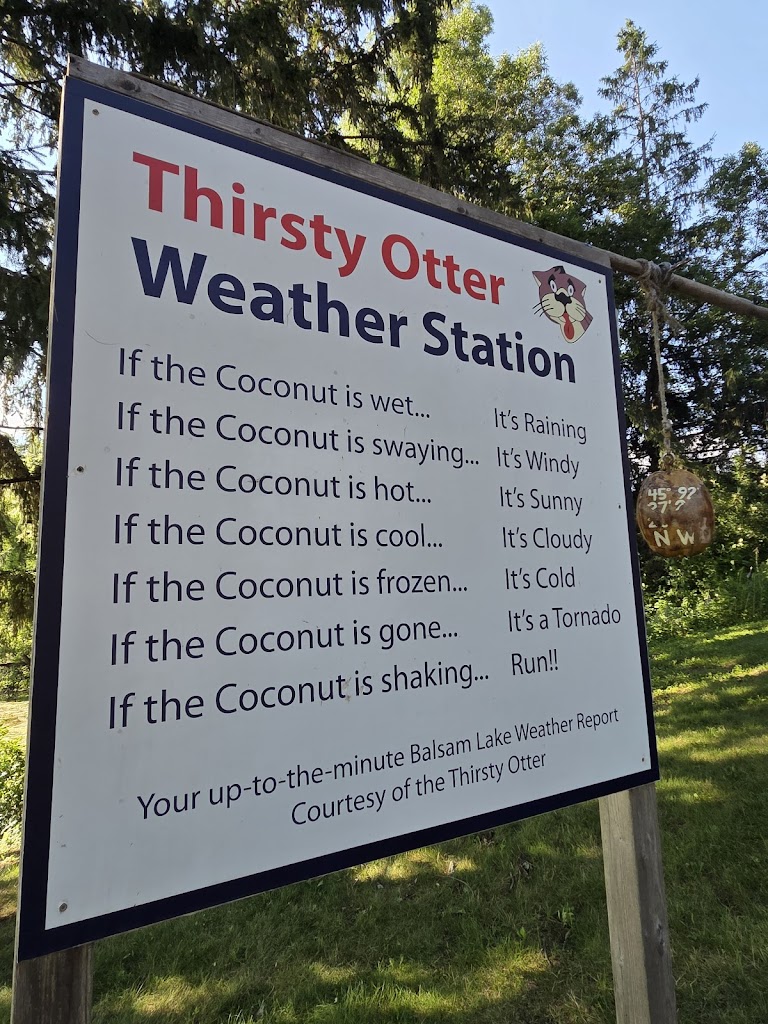 Thirsty Otter
Weather Station
If the Coconut is wet... It's Raining
If the Coconut is swaying... It's Windy
If the Coconut is hot... It's Sunny
If the Coconut is cool... It's Cloudy
If the Coconut is frozen... It's Cold
If the Coconut is gone... It's a Tornado
If the Coconut is shaking... Run!!
Your up-to-the-minute Balsam Lake Weather Report
Courtesy of the Thirsty Otter
45° 92°
N W